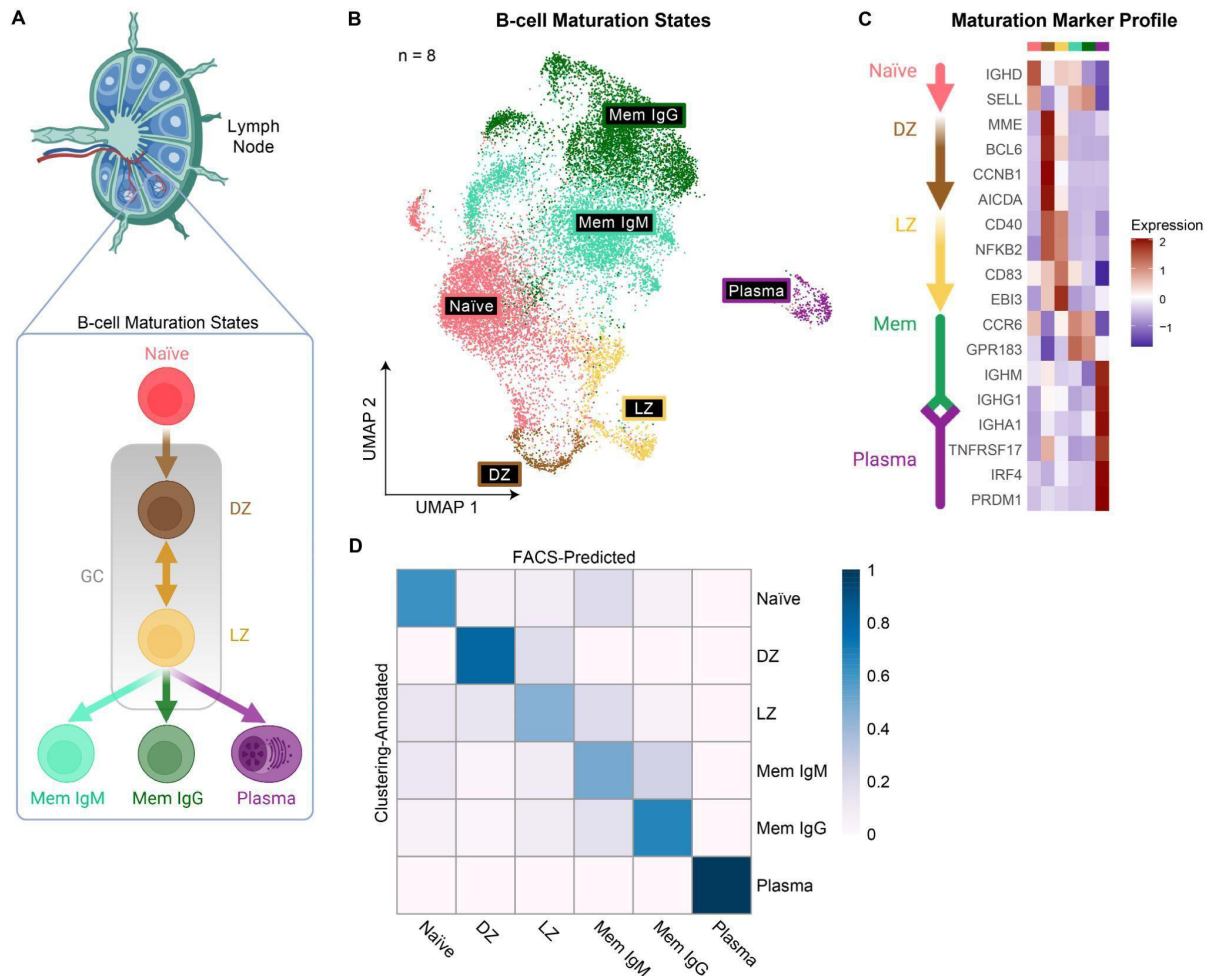 A
Lymph
Node
B-cell Maturation States
Naïve
DZ
GC
LZ
Mem IgM
Mem IgG
Plasma
B
B-cell Maturation States
n = 8
Mem IgG
Mem IgM
Plasma
Naïve
LZ
DZ
UMAP 2
UMAP 1
C
Maturation Marker Profile
Naïve
DZ
LZ
Mem
Plasma
IGHD
SELL
MME
BCL6
CCNB1
AICDA
CD40
NFKB2
CD83
EBI3
CCR6
GPR183
IGHM
IGHG1
IGHA1
TNFRSF17
IRF4
PRDM1
Expression
2
1
0
−1
D
FACS-Predicted
Clustering-Annotated
Naïve
DZ
LZ
Mem IgM
Mem IgG
Plasma
Naïve
DZ
LZ
Mem IgM
Mem IgG
Plasma
1
0.8
0.6
0.4
0.2
0